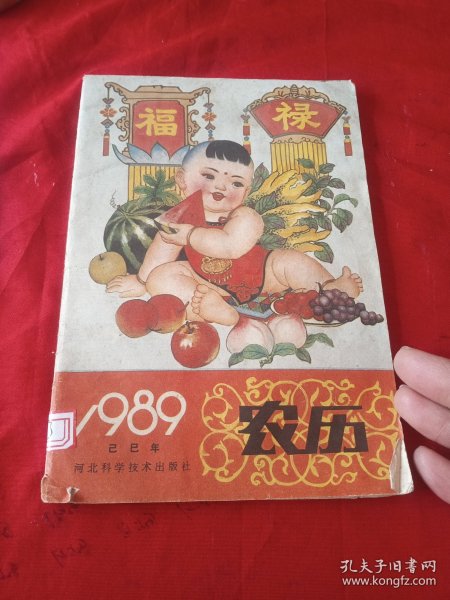 福
禄
1989
己巳年
农历
河北科学技术出版社
孔夫子旧书网
www.kongfz.com